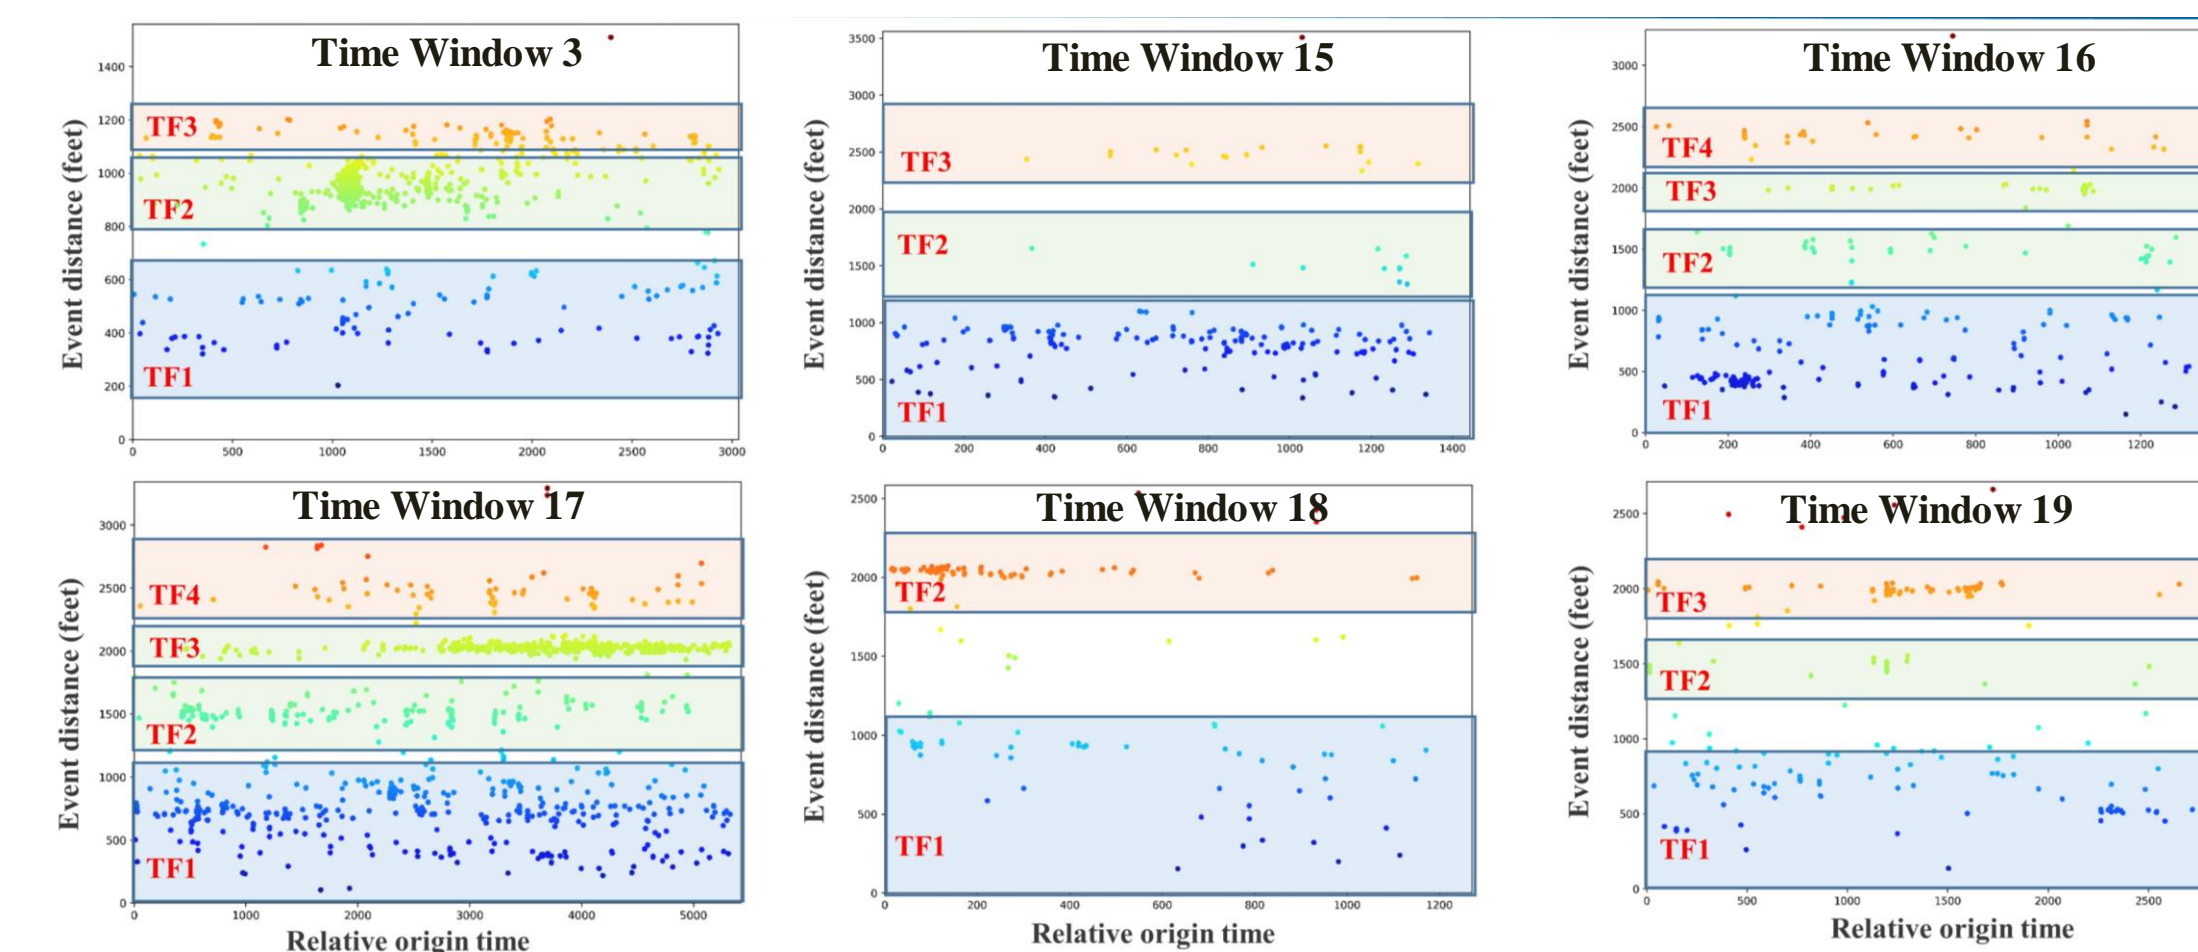 Time Window 3
Event distance (feet)
1400
1200
1000
800
600
400
200
0
TF3
TF2
TF1
0 500 1000 1500 2000 2500 3000
Time Window 15
Event distance (feet)
3500
3000
2500
2000
1500
1000
500
0
TF3
TF2
TF1
0 200 400 600 800 1000 1200 1400
Time Window 16
Event distance (feet)
3000
2500
2000
1500
1000
500
0
TF4
TF3
TF2
TF1
0 200 400 600 800 1000 1200
Time Window 17
Event distance (feet)
3000
2500
2000
1500
1000
500
0
TF4
TF3
TF2
TF1
0 1000 2000 3000 4000 5000
Relative origin time
Time Window 18
Event distance (feet)
2500
2000
1500
1000
500
0
TF2
TF1
0 200 400 600 800 1000 1200
Relative origin time
Time Window 19
Event distance (feet)
2500
2000
1500
1000
500
0
TF3
TF2
TF1
0 500 1000 1500 2000 2500
Relative origin time